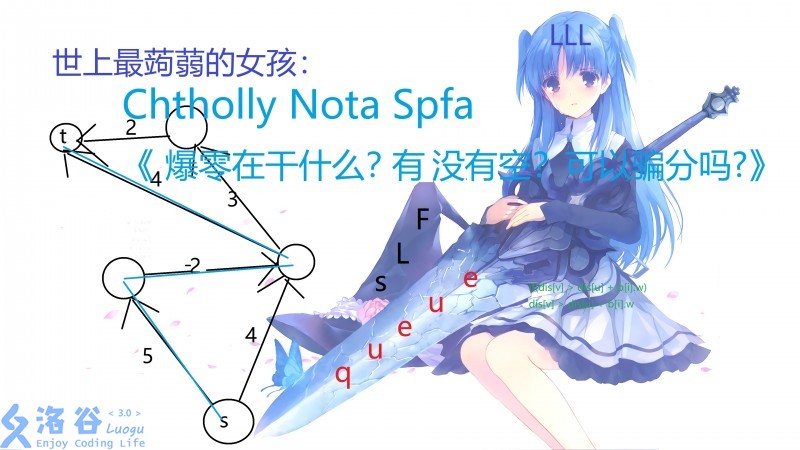 LLL
世上最蒟蒻的女孩：
Chtholly Nota Spfa
《 爆零在干什么? 有 没有空? 可以骗分吗?》
t
2
4
3
F
L
s
-2
e
u
e
u
q
dis[v] > dis[u] + b[i].w)
dis[v]
4
5
s
洛谷
< 3.0 >
Luogu
Enjoy Coding Life